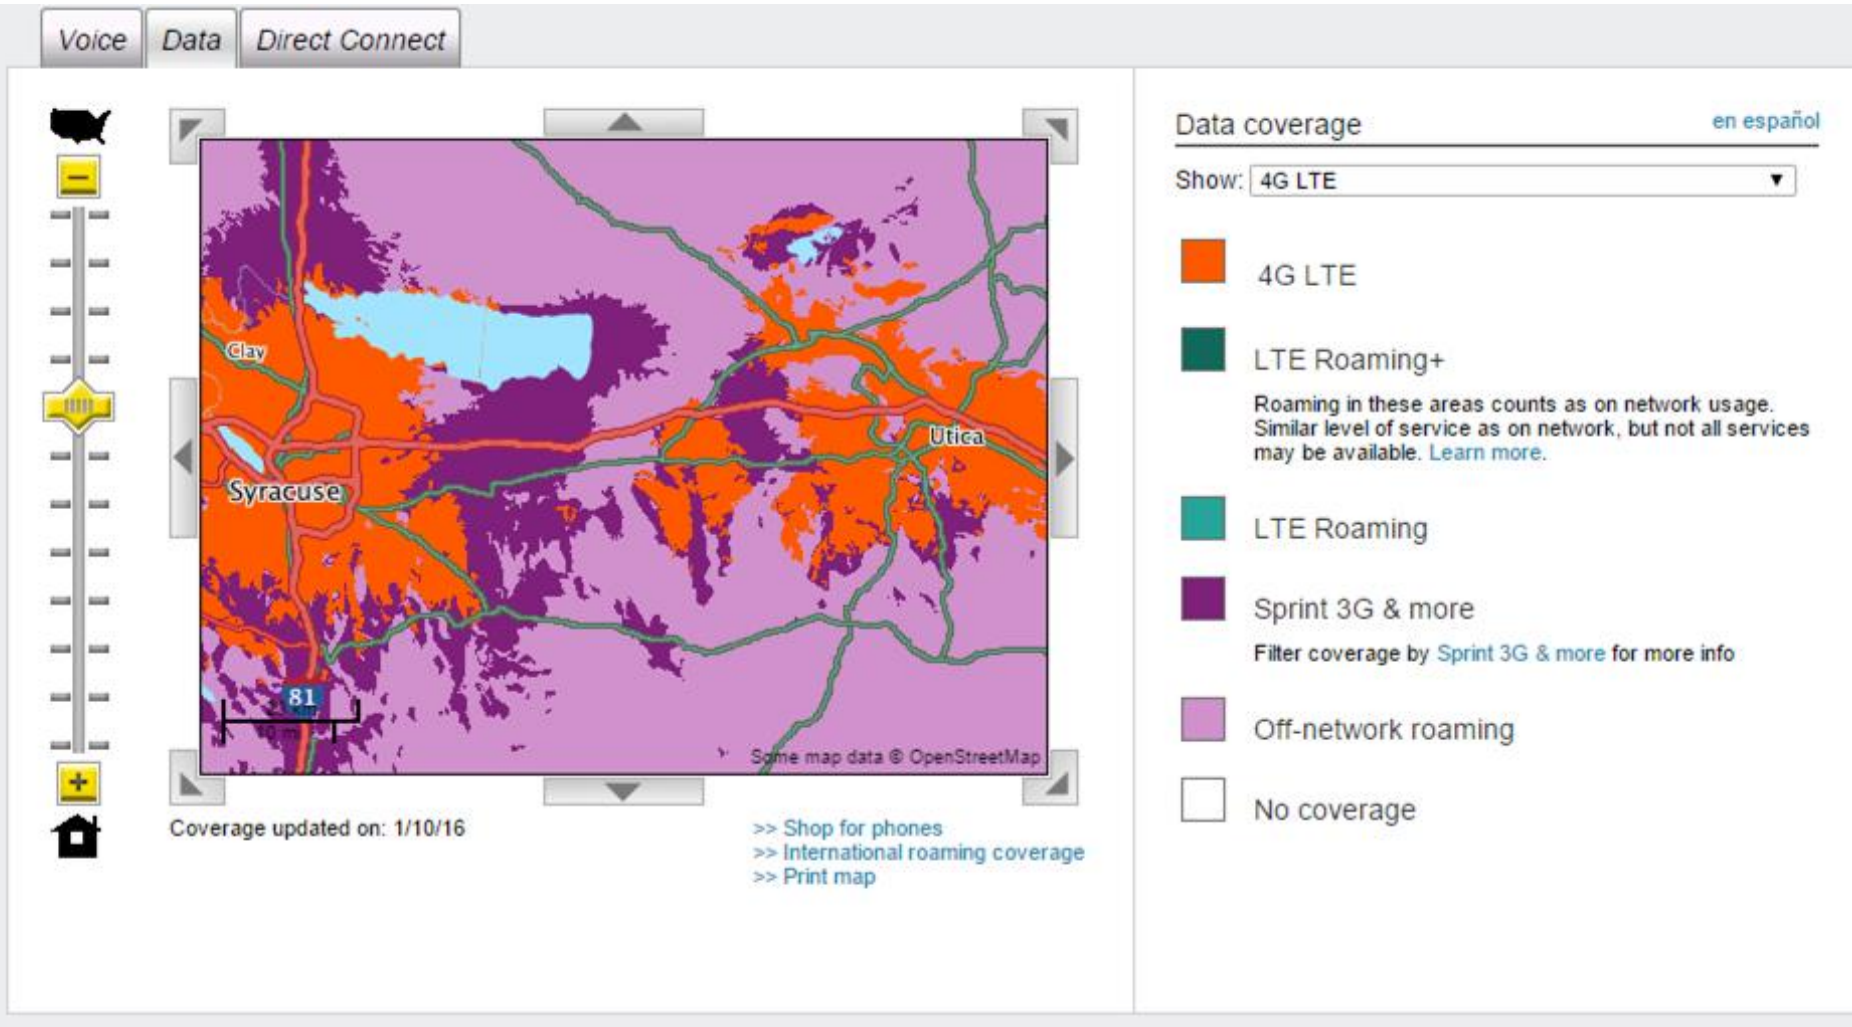 Voice
Data
Direct Connect
Data coverage
en español
Show: 4G LTE
4G LTE
LTE Roaming+
Roaming in these areas counts as on network usage.
Similar level of service as on network, but not all services
may be available. Learn more.
LTE Roaming
Sprint 3G & more
Filter coverage by Sprint 3G & more for more info
Off-network roaming
No coverage
Clay
Syracuse
Utica
81
Some map data © OpenStreetMap
Coverage updated on: 1/10/16
>> Shop for phones
>> International roaming coverage
>> Print map